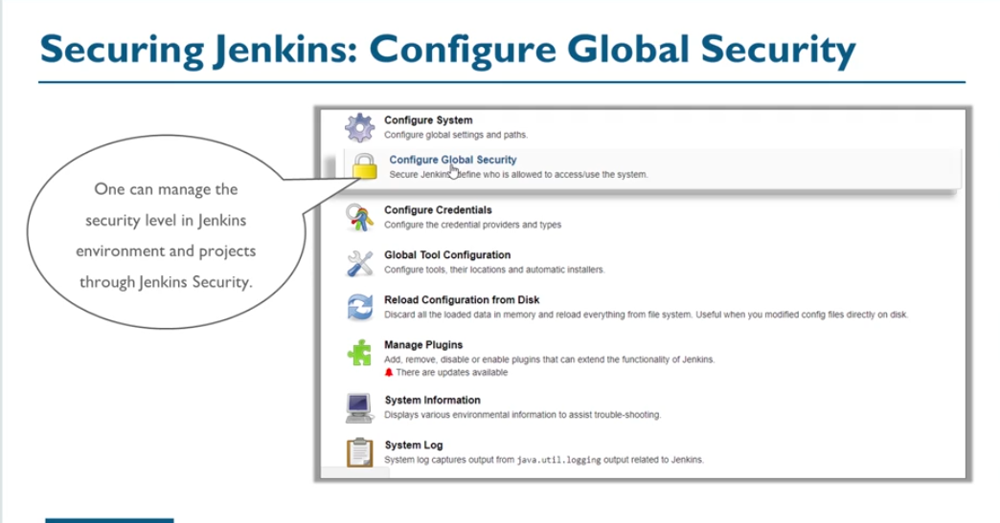 Securing Jenkins: Configure Global Security
One can manage the
security level in Jenkins
environment and projects
through Jenkins Security.
Configure System
Configure global settings and paths.
Configure Global Security
Secure Jenkins; define who is allowed to access/use the system.
Configure Credentials
Configure the credential providers and types
Global Tool Configuration
Configure tools, their locations and automatic installers.
Reload Configuration from Disk
Discard all the loaded data in memory and reload everything from file system. Useful when you modified config files directly on disk.
Manage Plugins
Add, remove, disable or enable plugins that can extend the functionality of Jenkins.
There are updates available
System Information
Displays various environmental information to assist trouble-shooting.
System Log
System log captures output from java.util.logging output related to Jenkins.